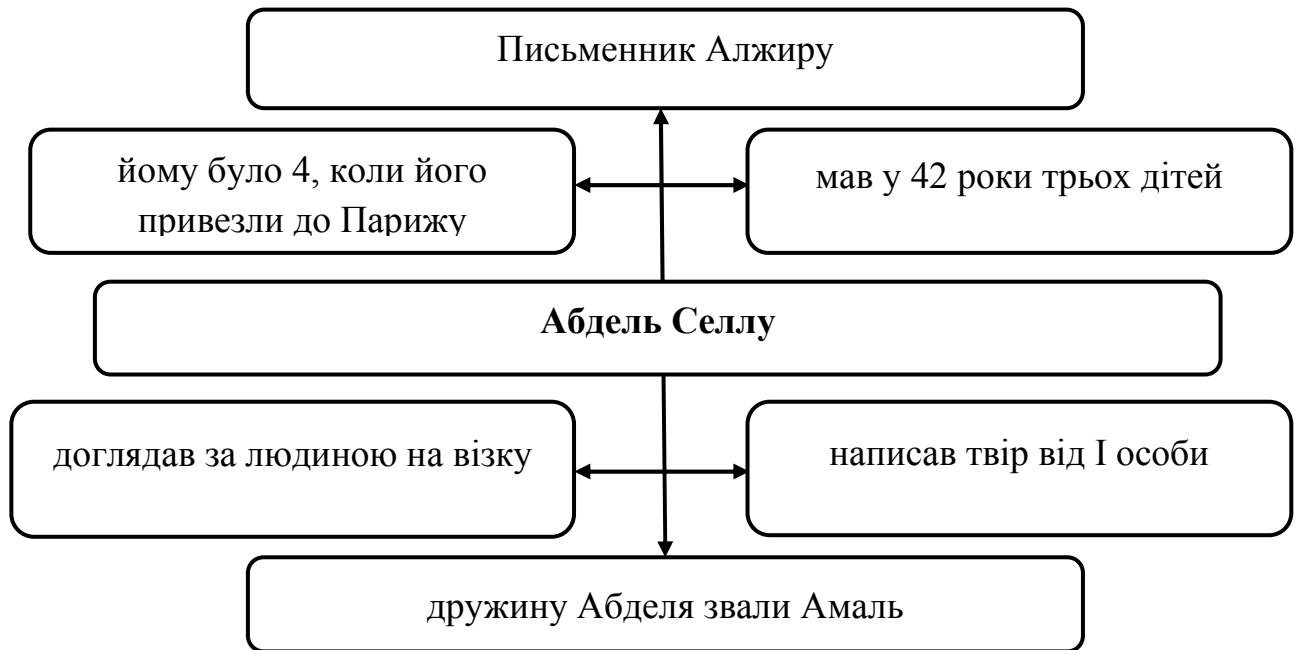 Письменник Алжиру
йому було 4, коли його
привезли до Парижу
мав у 42 роки трьох дітей
Абдель Селлу
доглядав за людиною на візку
написав твір від І особи
дружину Абделя звали Амаль